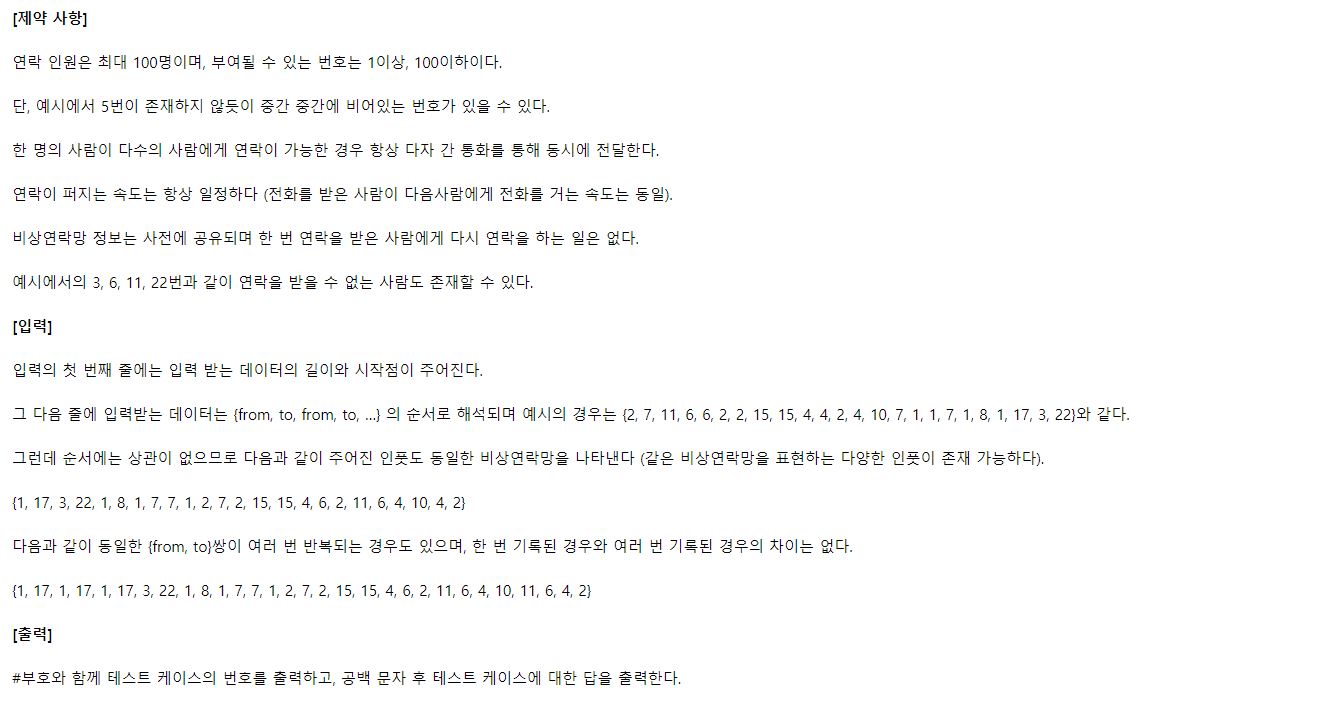 [제약 사항]
연락 인원은 최대 100명이며, 부여될 수 있는 번호는 1이상, 100이하이다.
단, 예시에서 5번이 존재하지 않듯이 중간 중간에 비어있는 번호가 있을 수 있다.
한 명의 사람이 다수의 사람에게 연락이 가능한 경우 항상 다자 간 통화를 통해 동시에 전달한다.
연락이 퍼지는 속도는 항상 일정하다 (전화를 받은 사람이 다음사람에게 전화를 거는 속도는 동일).
비상연락망 정보는 사전에 공유되며 한 번 연락을 받은 사람에게 다시 연락을 하는 일은 없다.
예시에서의 3, 6, 11, 22번과 같이 연락을 받을 수 없는 사람도 존재할 수 있다.
[입력]
입력의 첫 번째 줄에는 입력 받는 데이터의 길이와 시작점이 주어진다.
그 다음 줄에 입력받는 데이터는 {from, to, from, to, …} 의 순서로 해석되며 예시의 경우는 {2, 7, 11, 6, 6, 2, 2, 15, 15, 4, 4, 2, 4, 10, 7, 1, 1, 7, 1, 8, 1, 17, 3, 22}와 같다.
그런데 순서에는 상관이 없으므로 다음과 같이 주어진 인풋도 동일한 비상연락망을 나타낸다 (같은 비상연락망을 표현하는 다양한 인풋이 존재 가능하다).
{1, 17, 3, 22, 1, 8, 1, 7, 7, 1, 2, 7, 2, 15, 15, 4, 6, 2, 11, 6, 4, 10, 4, 2}
다음과 같이 동일한 {from, to}쌍이 여러 번 반복되는 경우도 있으며, 한 번 기록된 경우와 여러 번 기록된 경우의 차이는 없다.
{1, 17, 1, 17, 1, 17, 3, 22, 1, 8, 1, 7, 7, 1, 2, 7, 2, 15, 15, 4, 6, 2, 11, 6, 4, 10, 11, 6, 4, 2}
[출력]
#부호와 함께 테스트 케이스의 번호를 출력하고, 공백 문자 후 테스트 케이스에 대한 답을 출력한다.